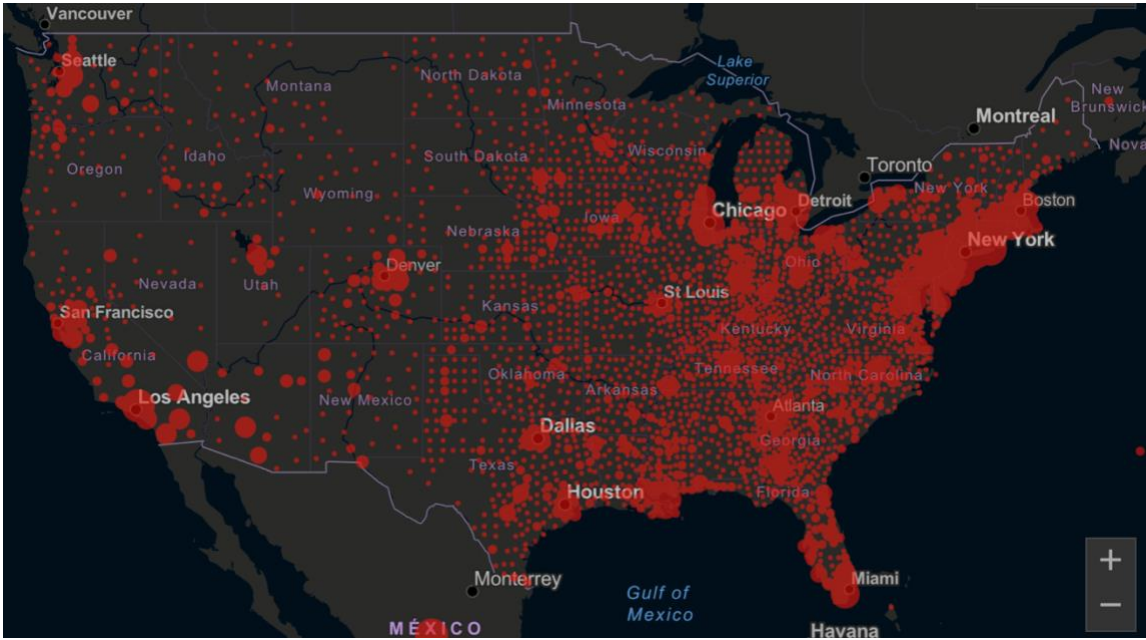 Vancouver
Seattle
Montana
North Dakota
Minnesota
Lake
Superior
New
Brunswick
Montreal
Nova
Oregon
Idaho
South Dakota
Wisconsin
Toronto
Wyoming
New York
Detroit
Boston
Chicago
Iowa
Nebraska
New York
Denver
Ohio
Nevada
Utah
St Louis
San Francisco
Kansas
Kentucky
Virginia
California
Oklahoma
Arkansas
Tennessee
North Carolina
Los Angeles
New Mexico
Atlanta
Dallas
Georgia
Texas
Houston
Florida
Monterrey
Miami
Gulf of
Mexico
MÉXICO
Havana
+
−